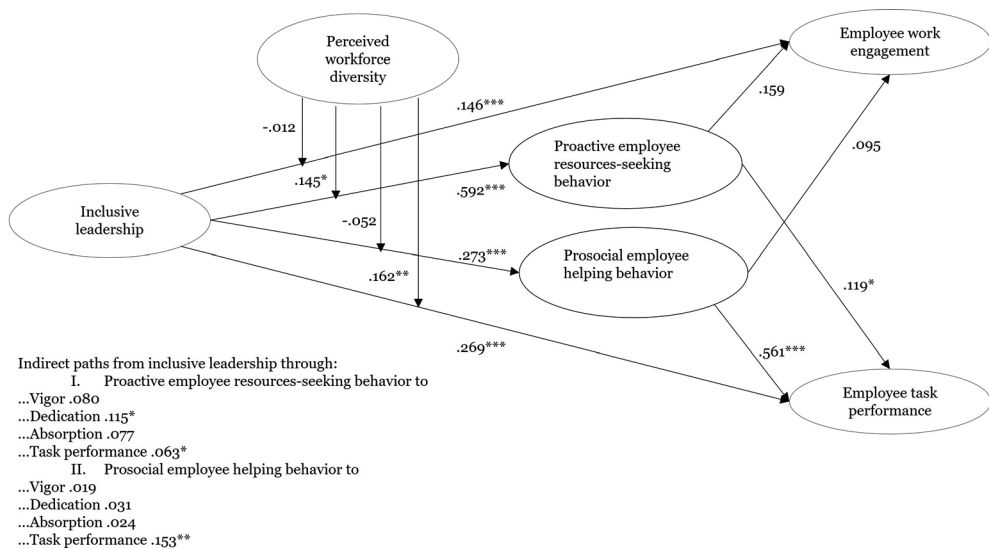 Perceived
workforce
diversity
Employee work
engagement
.146***
.159
-.012
.095
Proactive employee
resources-seeking
behavior
.145*
.592***
Inclusive
leadership
-.052
.273***
Prosocial employee
helping behavior
.162**
.119*
.269***
.561***
Employee task
performance
Indirect paths from inclusive leadership through:
I. Proactive employee resources-seeking behavior to
...Vigor .080
...Dedication .115*
...Absorption .077
...Task performance .063*
II. Prosocial employee helping behavior to
...Vigor .019
...Dedication .031
...Absorption .024
...Task performance .153**